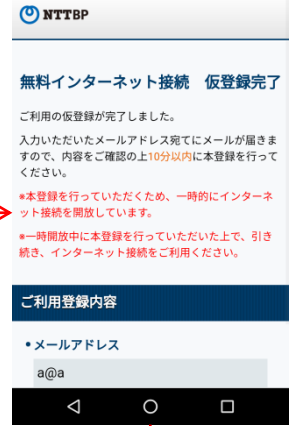 NTTBP
無料インターネット接続　仮登録完了
ご利用の仮登録が完了しました。
入力いただいたメールアドレス宛てにメールが届きま
すので、内容をご確認の上10分以内に本登録を行って
ください。
*本登録を行っていただくため、一時的にインターネ
ット接続を開放しています。
*一時開放中に本登録を行っていただいた上で、引き
続き、インターネット接続をご利用ください。
ご利用登録内容
•メールアドレス
a@a